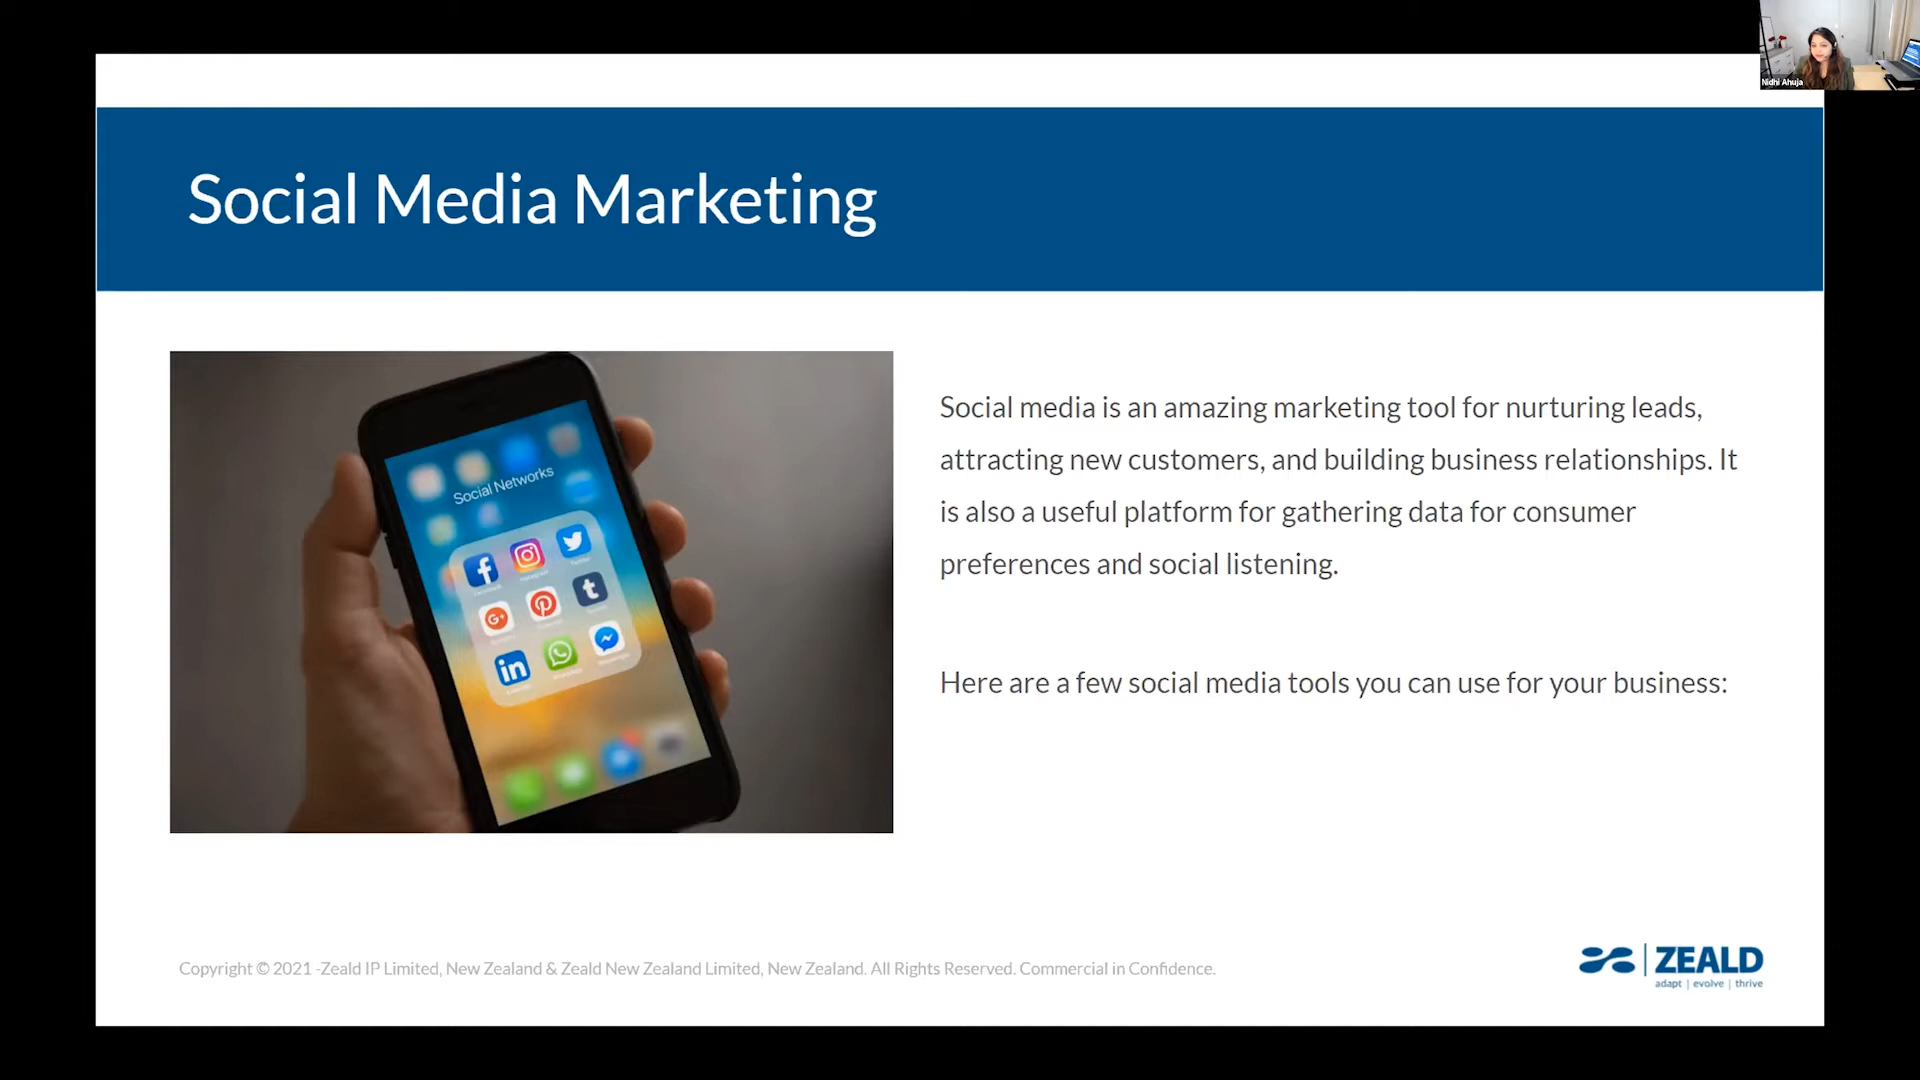 Nidhi Ahuja
Social Media Marketing
Social Networks
Social media is an amazing marketing tool for nurturing leads,
attracting new customers, and building business relationships. It
is also a useful platform for gathering data for consumer
preferences and social listening.
Here are a few social media tools you can use for your business:
Copyright © 2021 -Zeald IP Limited, New Zealand & Zeald New Zealand Limited, New Zealand. All Rights Reserved. Commercial in Confidence.
ZEALD
adapt | evolve | thrive